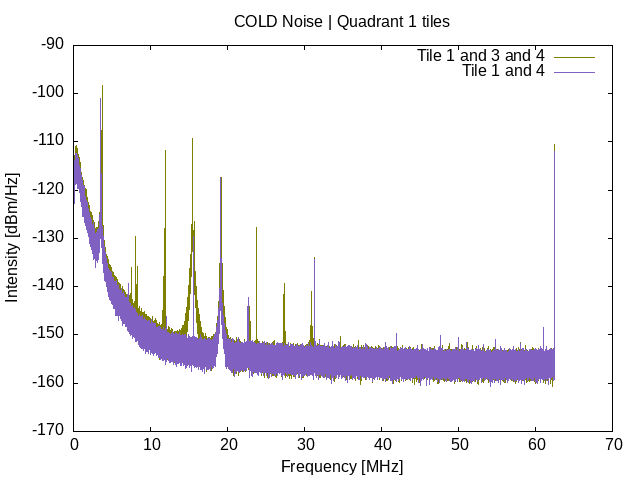 COLD Noise | Quadrant 1 tiles
Tile 1 and 3 and 4
Tile 1 and 4
Intensity [dBm/Hz]
-90
-100
-110
-120
-130
-140
-150
-160
-170
0 10 20 30 40 50 60 70
Frequency [MHz]